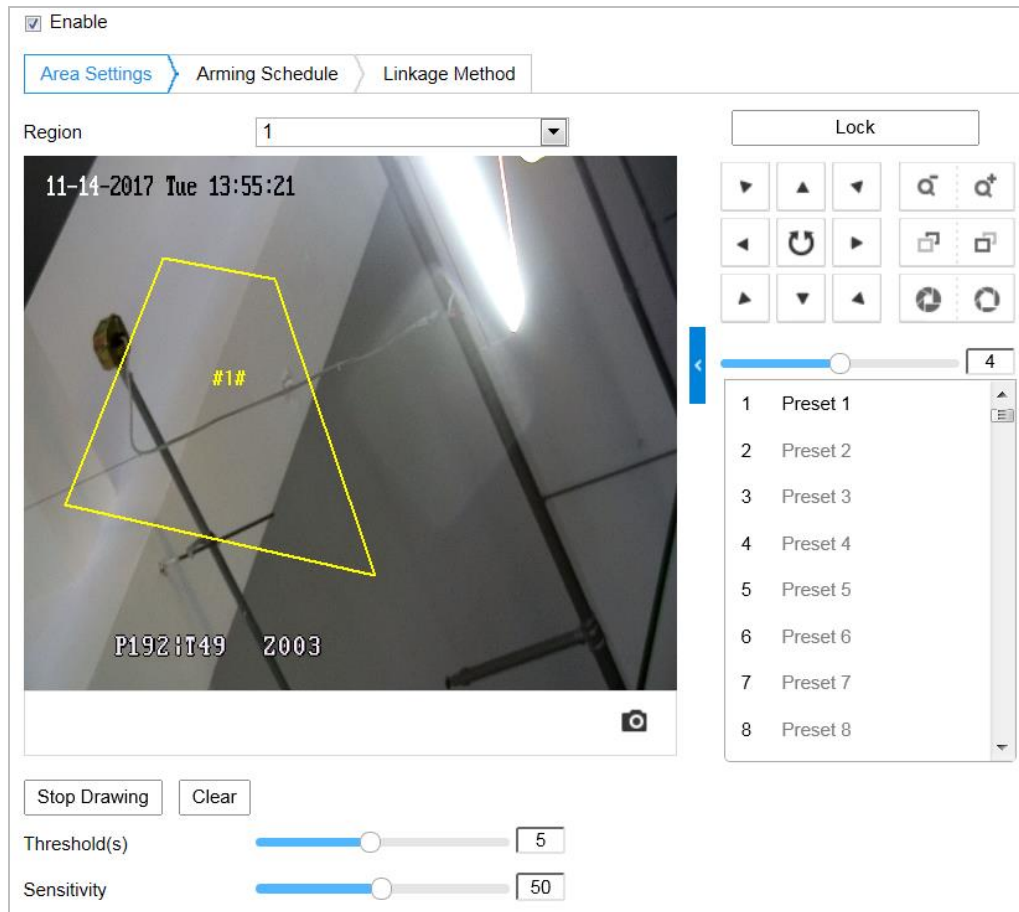 Enable
Area Settings
Arming Schedule
Linkage Method
Region
1
Lock
11-14-2017 Tue 13:55:21
#1#
P192:T49 Z003
4
1 Preset 1
2 Preset 2
3 Preset 3
4 Preset 4
5 Preset 5
6 Preset 6
7 Preset 7
8 Preset 8
Stop Drawing
Clear
Threshold(s)
5
Sensitivity
50